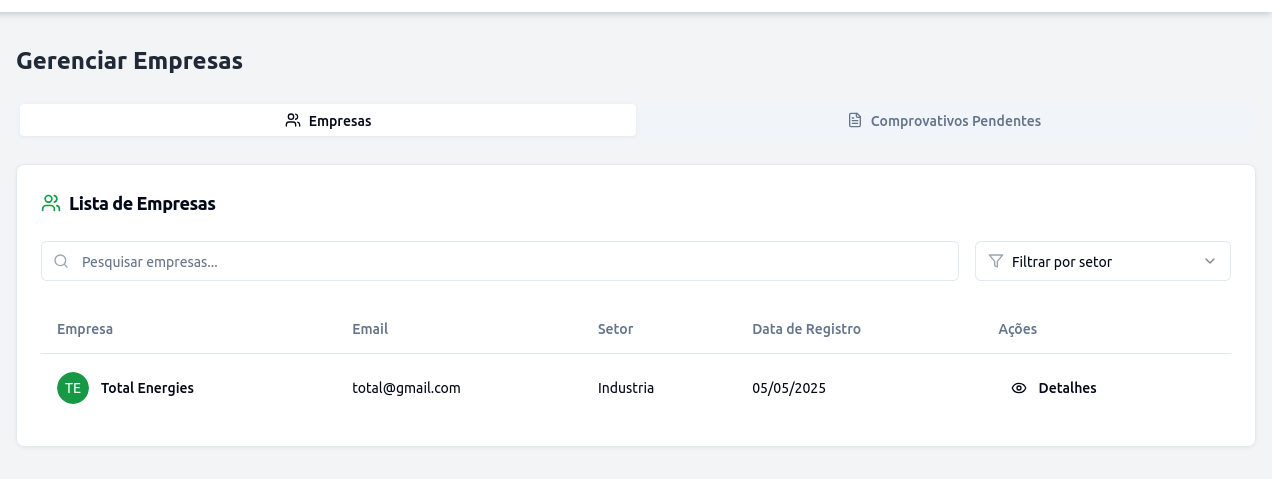 Gerenciar Empresas
Empresas
Comprovativos Pendentes
Lista de Empresas
Pesquisar empresas...
Filtrar por setor
Empresa Email Setor Data de Registro Ações
TE Total Energies total@gmail.com Industria 05/05/2025 Detalhes